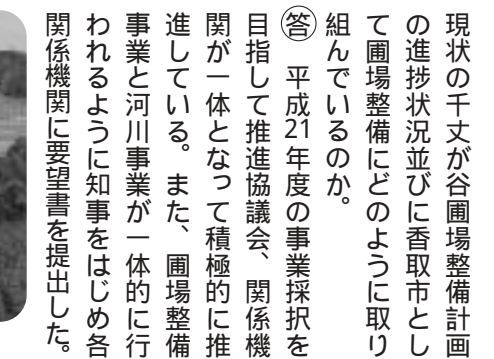 現状の千丈が谷圃場整備計画
の進捗状況並びに香取市とし
て圃場整備にどのように取り
組んでいるのか。
答　平成21年度の事業採択を
目指して推進協議会、関係機
関が一体となって積極的に推
進している。また、圃場整備
事業と河川事業が一体的に行
われるように知事をはじめ各
関係機関に要望書を提出した。